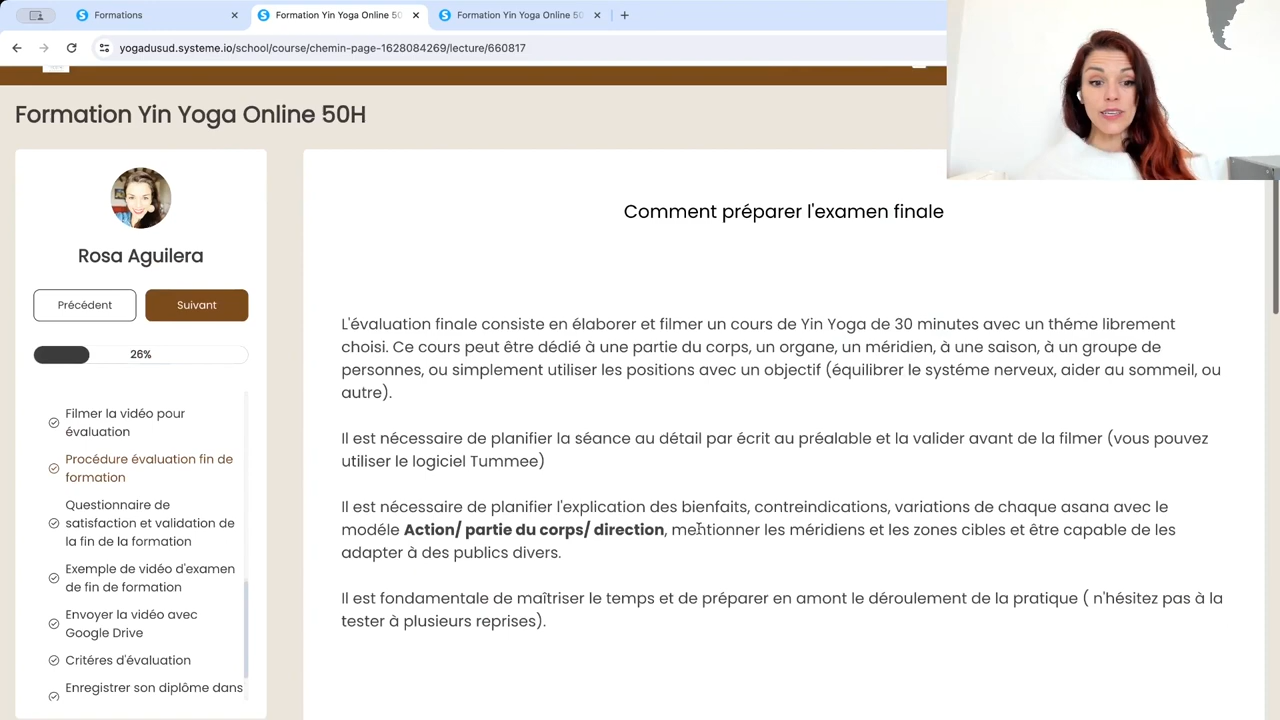 Formations
Formation Yin Yoga Online 50
Formation Yin Yoga Online 50
yogadusud.systeme.io/school/course/chemin-page-1628084269/lecture/660817
Formation Yin Yoga Online 50H
Rosa Aguilera
Précédent
Suivant
26%
Filmer la vidéo pour
évaluation
Procédure évaluation fin de
formation
Questionnaire de
satisfaction et validation de
la fin de la formation
Exemple de vidéo d'examen
de fin de formation
Envoyer la vidéo avec
Google Drive
Critéres d'évaluation
Enregistrer son diplôme dans
Comment préparer l'examen finale
L'évaluation finale consiste en élaborer et filmer un cours de Yin Yoga de 30 minutes avec un théme librement
choisi. Ce cours peut être dédié à une partie du corps, un organe, un méridien, à une saison, à un groupe de
personnes, ou simplement utiliser les positions avec un objectif (équilibrer le systéme nerveux, aider au sommeil, ou
autre).
Il est nécessaire de planifier la séance au détail par écrit au préalable et la valider avant de la filmer (vous pouvez
utiliser le logiciel Tummee)
Il est nécessaire de planifier l'explication des bienfaits, contreindications, variations de chaque asana avec le
modéle Action/ partie du corps/ direction, mentionner les méridiens et les zones cibles et être capable de les
adapter à des publics divers.
Il est fondamentale de maîtriser le temps et de préparer en amont le déroulement de la pratique ( n'hésitez pas à la
tester à plusieurs reprises).